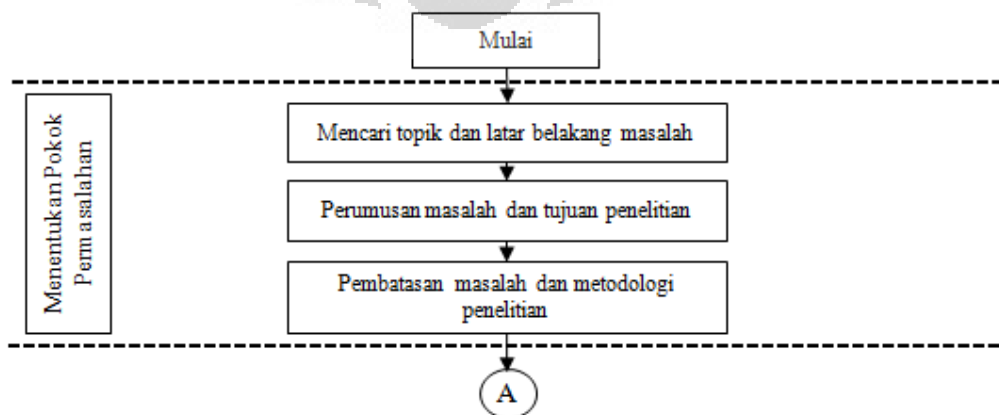 Mulai
Menentukan Pokok
Permasalahan
Mencari topik dan latar belakang masalah
Perumusan masalah dan tujuan penelitian
Pembatasan masalah dan metodologi
penelitian
A